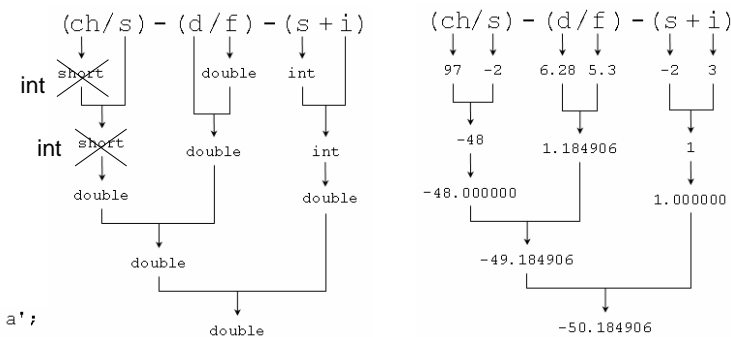 (ch/s) - (d/f) - (s+i)
int short double int
int short double int
double double
double
a';
double
(ch/s) - (d/f) - (s+i)
97 -2 6.28 5.3 -2 3
-48 1.184906 1
-48.000000 1.000000
-49.184906
-50.184906